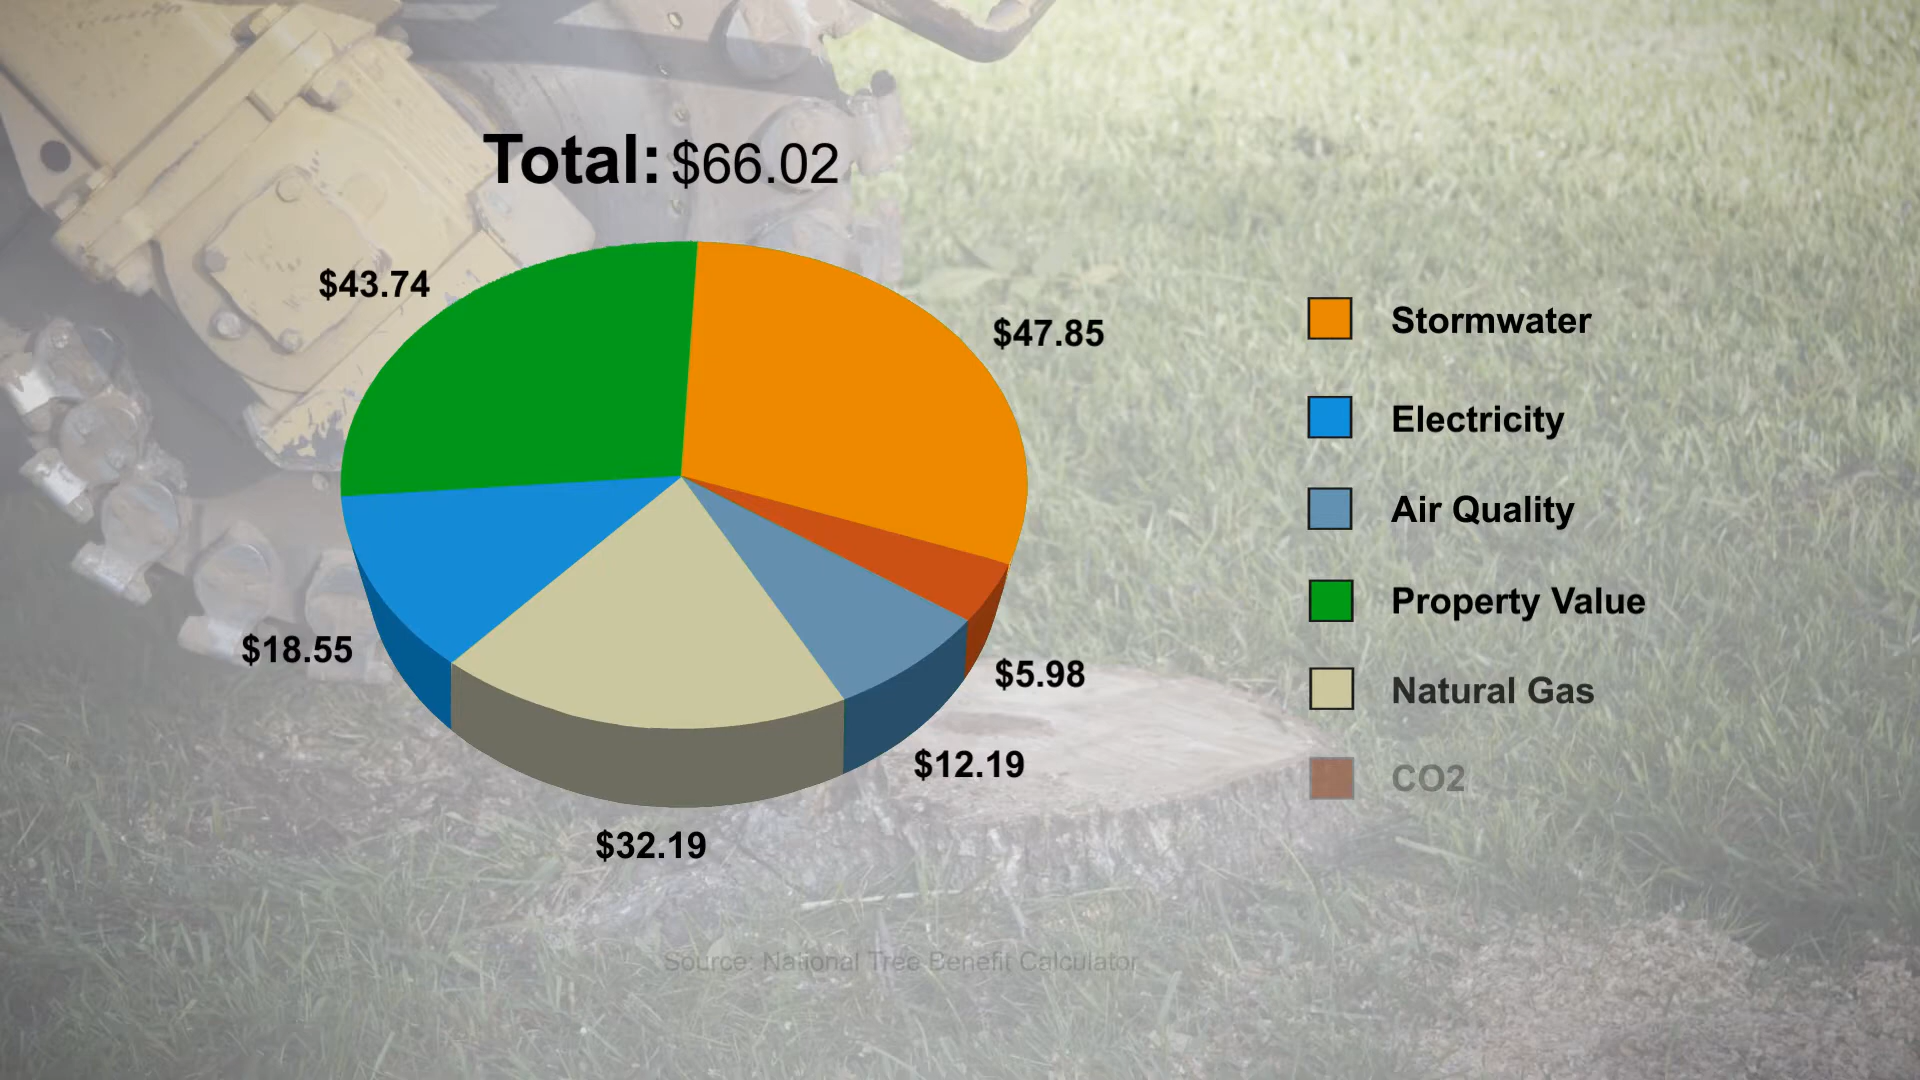 Total: $66.02
$43.74
$47.85
$18.55
$5.98
$12.19
$32.19
Stormwater
Electricity
Air Quality
Property Value
Natural Gas
CO2
Source: National Tree Benefit Calculator